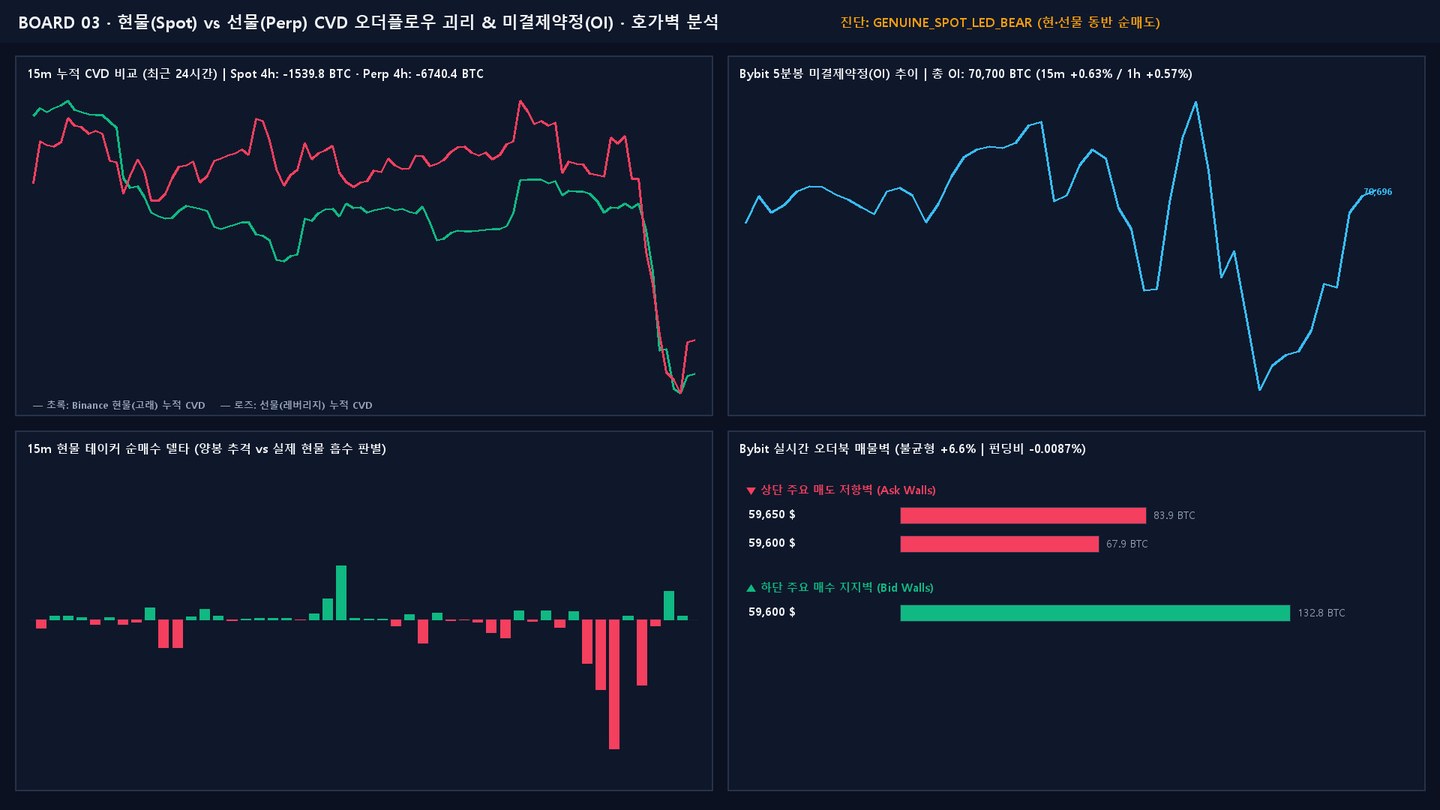 BOARD 03 · 현물(Spot) vs 선물(Perp) CVD 오더플로우 괴리 & 미결제약정(OI) · 호가벽 분석
진단: GENUINE_SPOT_LED_BEAR (현·선물 동반 순매도)
15m 누적 CVD 비교 (최근 24시간) | Spot 4h: -1539.8 BTC · Perp 4h: -6740.4 BTC
— 초록: Binance 현물(고래) 누적 CVD — 로즈: 선물(레버리지) 누적 CVD
Bybit 5분봉 미결제약정(OI) 추이 | 총 OI: 70,700 BTC (15m +0.63% / 1h +0.57%)
70,696
15m 현물 테이커 순매수 델타 (양봉 추격 vs 실제 현물 흡수 판별)
Bybit 실시간 오더북 매물벽 (불균형 +6.6% | 펀딩비 -0.0087%)
▼ 상단 주요 매도 저항벽 (Ask Walls)
59,650 $ 83.9 BTC
59,600 $ 67.9 BTC
▲ 하단 주요 매수 지지벽 (Bid Walls)
59,600 $ 132.8 BTC